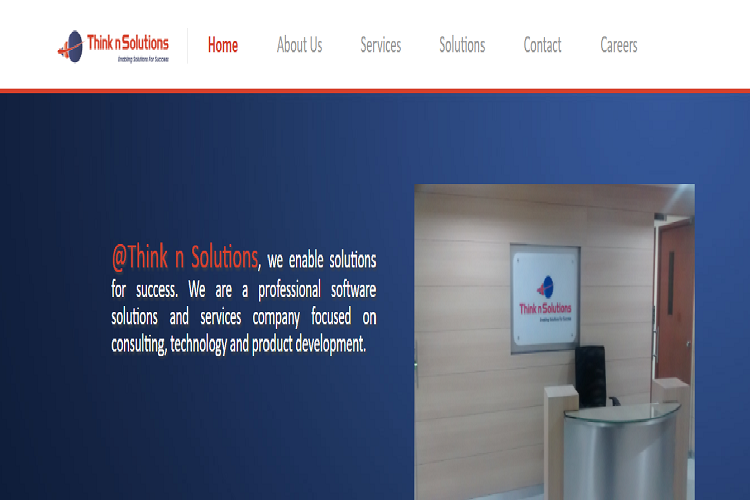 Think n Solutions
Enabling Solutions For Success
Home
About Us
Services
Solutions
Contact
Careers
@Think n Solutions, we enable solutions
for success. We are a professional software
solutions and services company focused on
consulting, technology and product development.
Think n Solutions
Enabling Solutions For Success